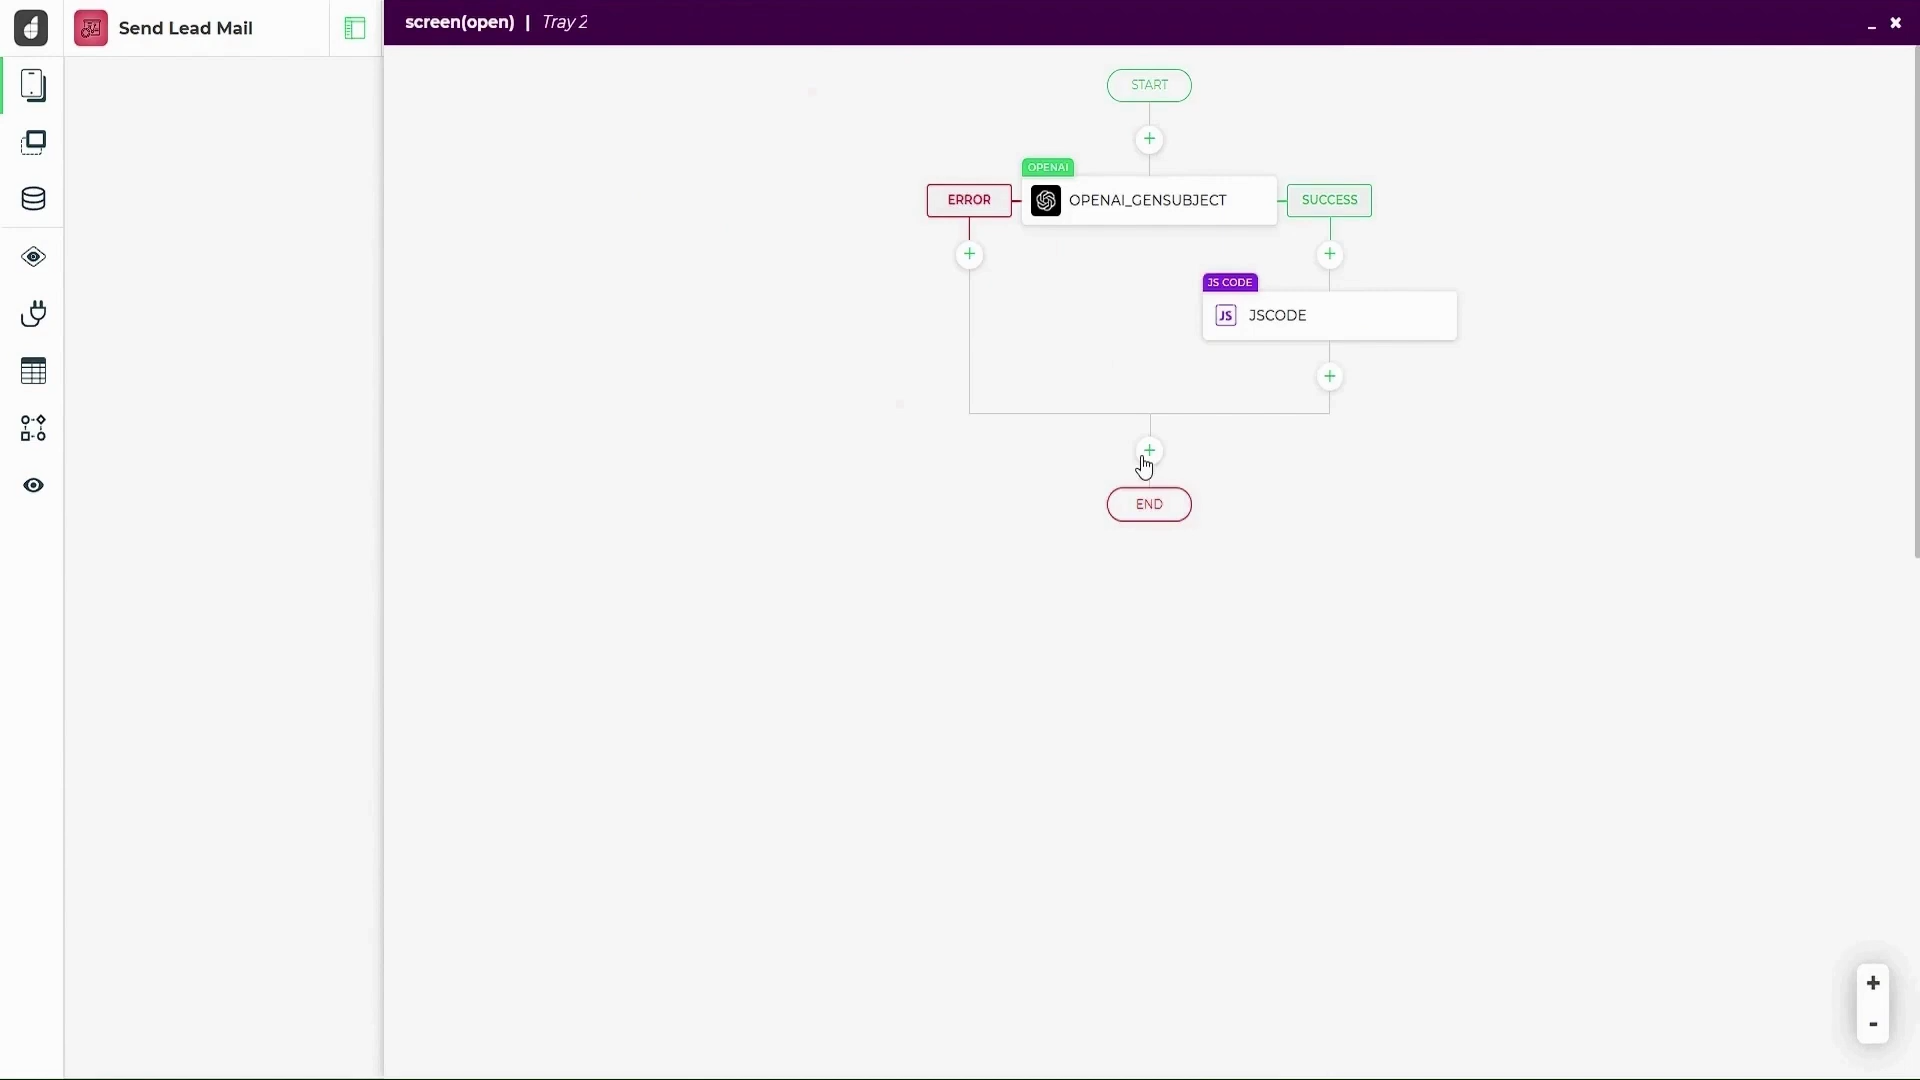 Send Lead Mail
screen(open) | Tray 2
START
OPENAI
ERROR
OPENAI_GENSUBJECT
SUCCESS
JS CODE
JS
JSCODE
END